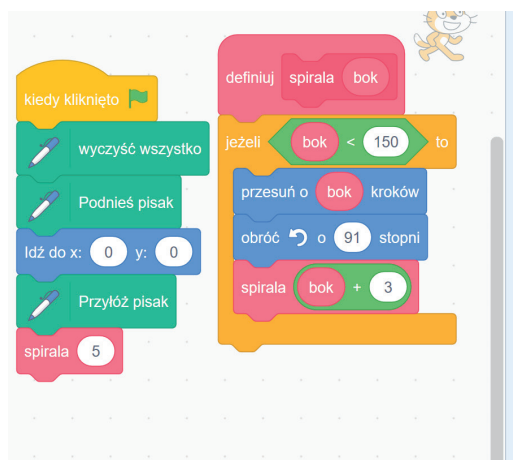 kiedy kliknięto
wyczyść wszystko
Podnieś pisak
Idź do x: 0 y: 0
Przyłóż pisak
spirala 5
definiuj spirala bok
jeżeli bok < 150 to
przesuń o bok kroków
obróć o 91 stopni
spirala bok + 3